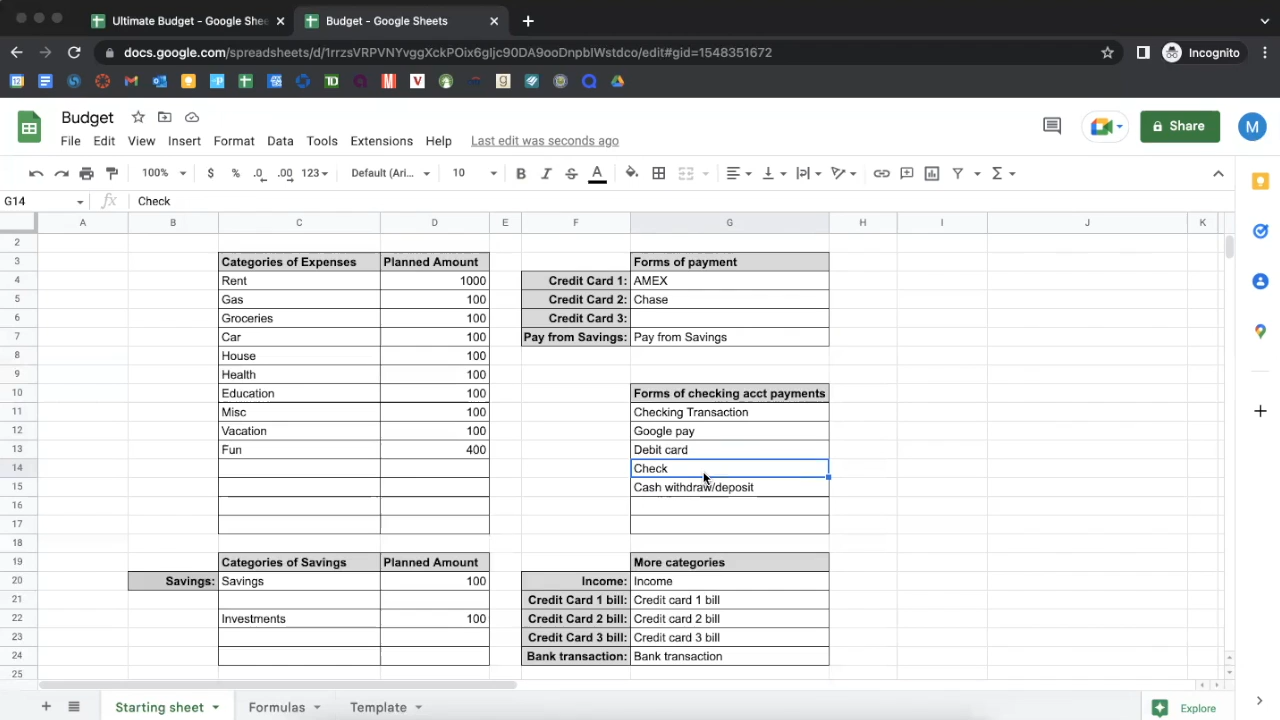 Ultimate Budget - Google She
Budget - Google Sheets
docs.google.com/spreadsheets/d/1rrzsVRPVNYvggXckPOix6gIjc90DA9ooDnpbIWstdco/edit#gid=1548351672
Incognito
Budget
File Edit View Insert Format Data Tools Extensions Help Last edit was seconds ago
Share
M
100% $ % .0 .00 123 Default (Ari... 10 B I S A
G14 fx Check
A B C D E F G H I J K
2
3 Categories of Expenses Planned Amount Forms of payment
4 Rent 1000 Credit Card 1: AMEX
5 Gas 100 Credit Card 2: Chase
6 Groceries 100 Credit Card 3:
7 Car 100 Pay from Savings: Pay from Savings
8 House 100
9 Health 100
10 Education 100 Forms of checking acct payments
11 Misc 100 Checking Transaction
12 Vacation 100 Google pay
13 Fun 400 Debit card
14 Check
15 Cash withdraw/deposit
16
17
18
19 Categories of Savings Planned Amount More categories
20 Savings: Savings 100 Income: Income
21 Credit Card 1 bill: Credit card 1 bill
22 Investments 100 Credit Card 2 bill: Credit card 2 bill
23 Credit Card 3 bill: Credit card 3 bill
24 Bank transaction: Bank transaction
25
Starting sheet Formulas Template Explore